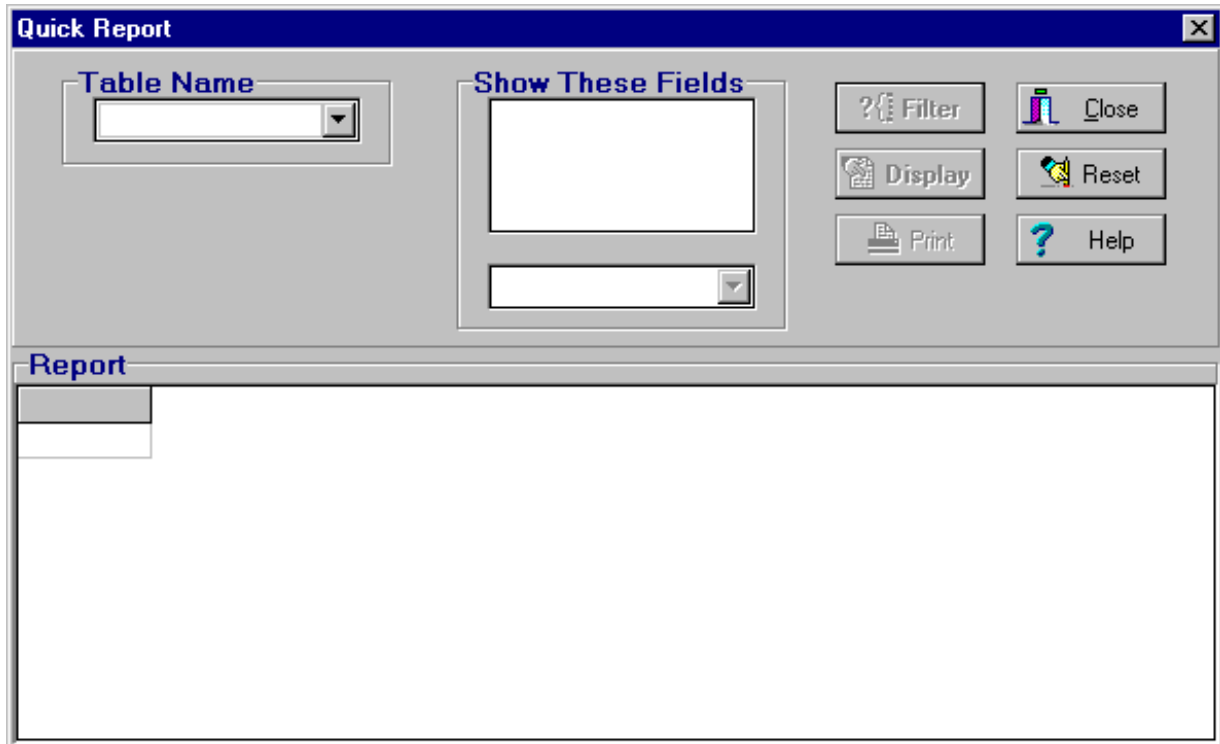 Quick Report
Table Name
Show These Fields
?{ Filter
Close
Display
Reset
Print
? Help
Report